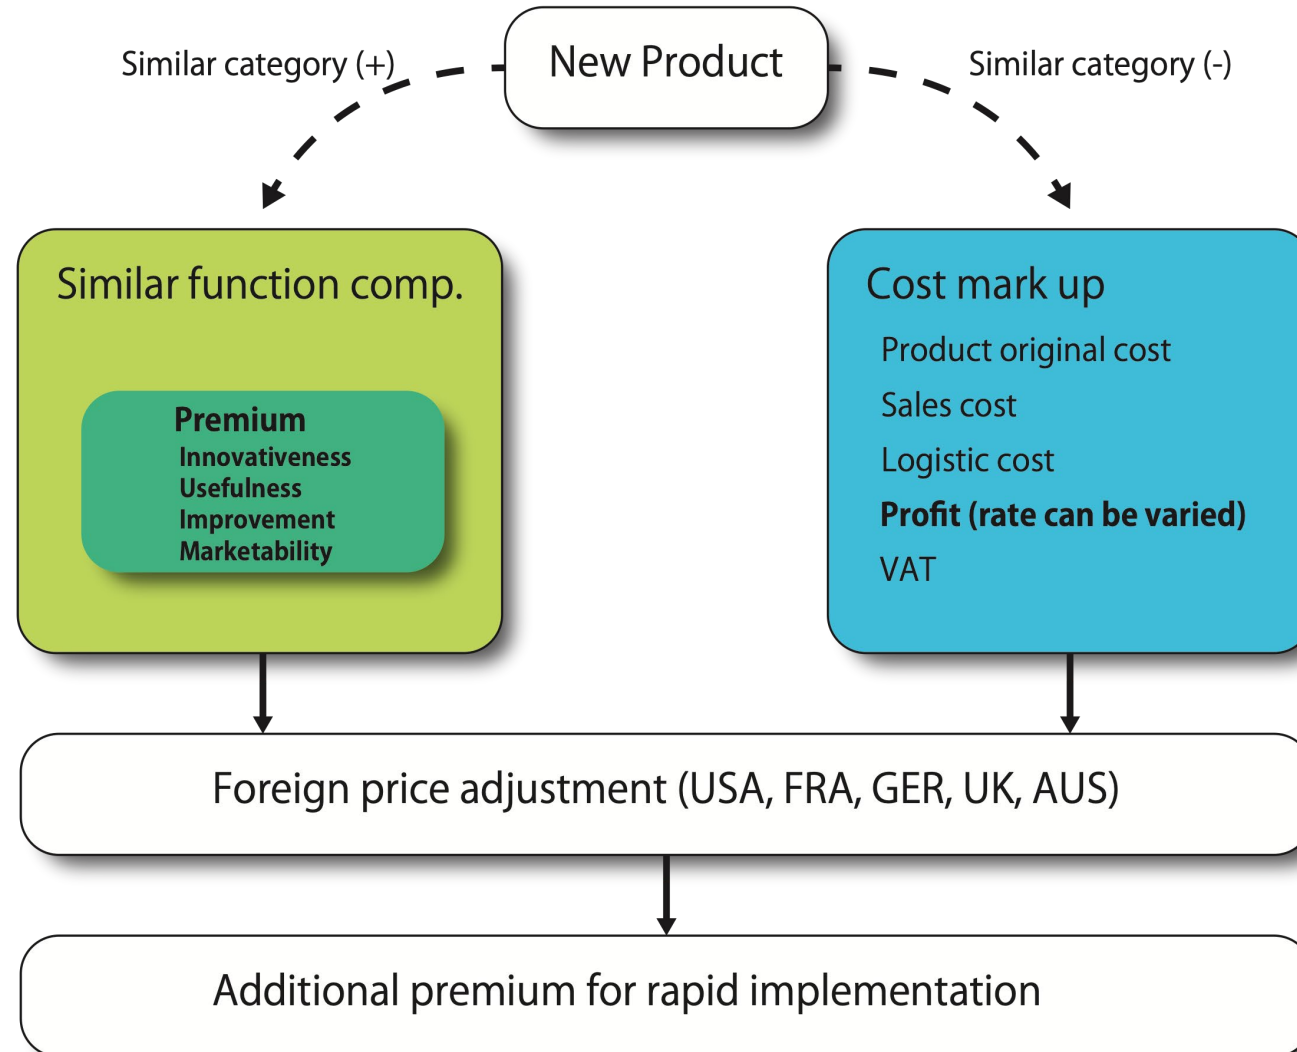 New Product
Similar category (+)
Similar category (-)
Similar function comp.
Premium
Innovativeness
Usefulness
Improvement
Marketability
Cost mark up
Product original cost
Sales cost
Logistic cost
Profit (rate can be varied)
VAT
Foreign price adjustment (USA, FRA, GER, UK, AUS)
Additional premium for rapid implementation